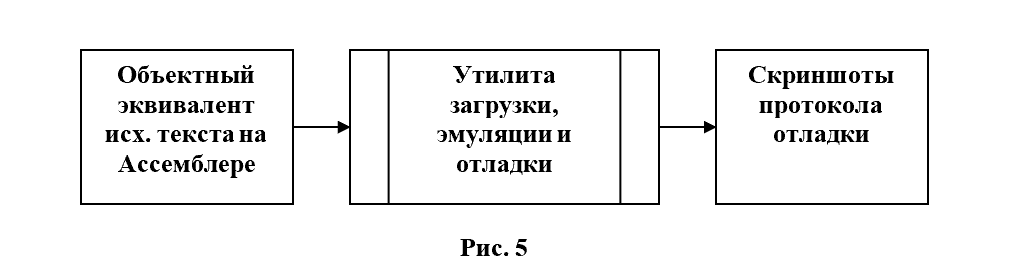 Объектный
эквивалент
исх. текста на
Ассемблере
Утилита
загрузки,
эмуляции и
отладки
Скриншоты
протокола
отладки
Рис. 5